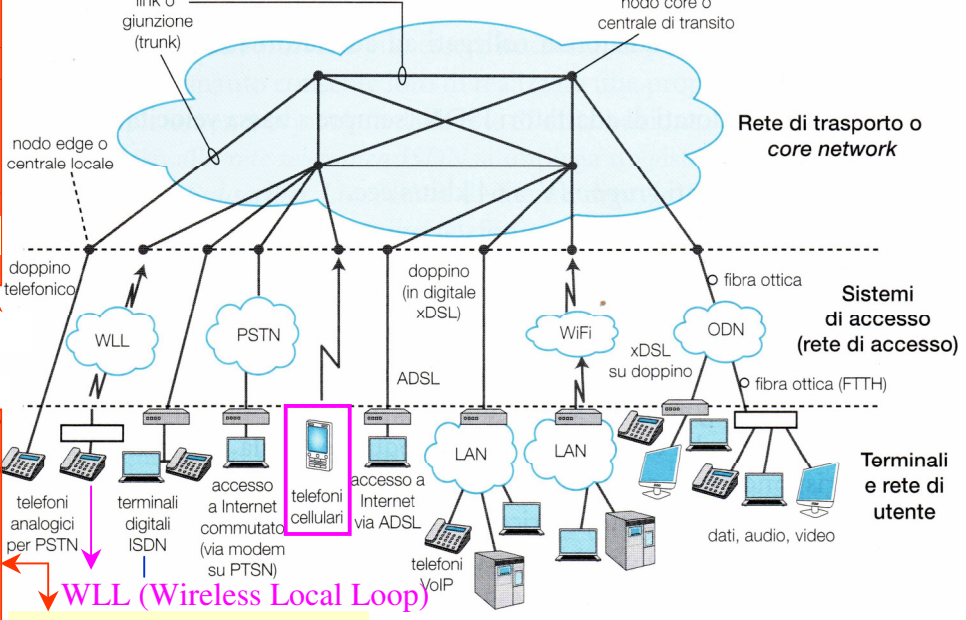 link o
giunzione
(trunk)
nodo core o
centrale di transito
Rete di trasporto o
core network
nodo edge o
centrale locale
doppino
telefonico
doppino
(in digitale
xDSL)
fibra ottica
Sistemi
di accesso
(rete di accesso)
WLL
PSTN
WiFi
ODN
xDSL
su doppino
ADSL
fibra ottica (FTTH)
LAN
LAN
Terminali
e rete di
utente
telefoni
analogici
per PSTN
terminali
digitali
ISDN
accesso
a Internet
commutato
(via modem
su PTSN)
telefoni
cellulari
accesso a
Internet
via ADSL
telefoni
VoIP
dati, audio, video
WLL (Wireless Local Loop)